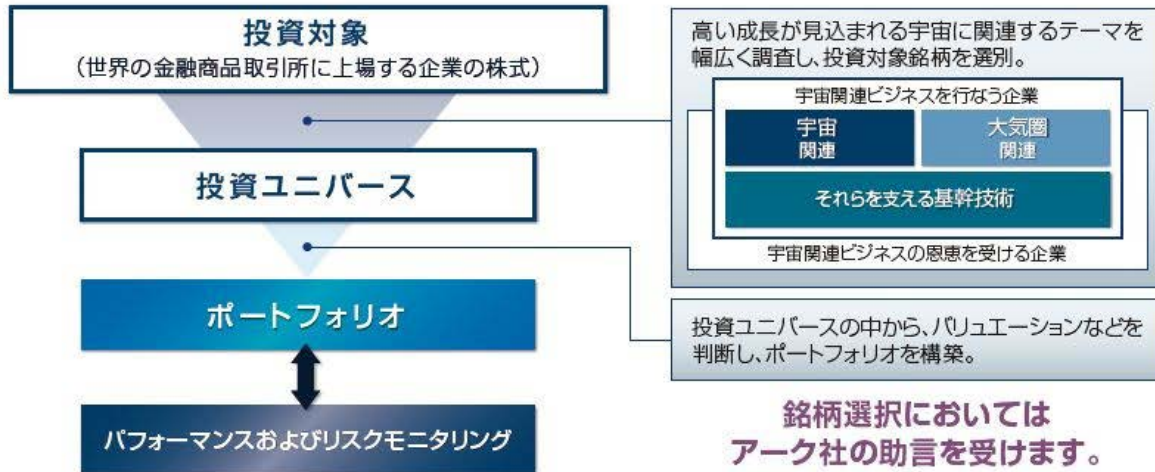 投資対象
（世界の金融商品取引所に上場する企業の株式）
投資ユニバース
ポートフォリオ
パフォーマンスおよびリスクモニタリング
高い成長が見込まれる宇宙に関連するテーマを
幅広く調査し、投資対象銘柄を選別。
宇宙関連ビジネスを行なう企業
宇宙
関連
大気圏
関連
それらを支える基幹技術
宇宙関連ビジネスの恩恵を受ける企業
投資ユニバースの中から、バリュエーションなどを
判断し、ポートフォリオを構築。
銘柄選択においては
アーク社の助言を受けます。